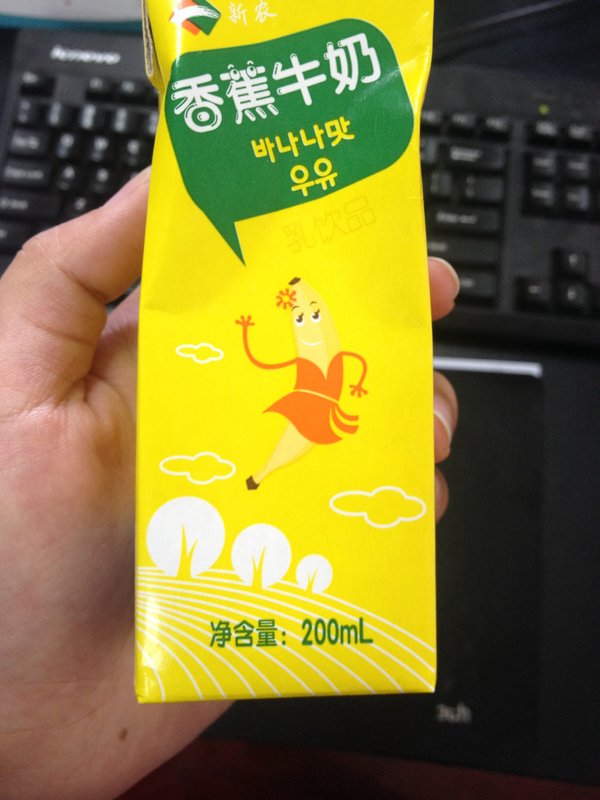 lenovo
新农
香蕉牛奶
바나나맛
우유
乳饮品
净含量：200mL